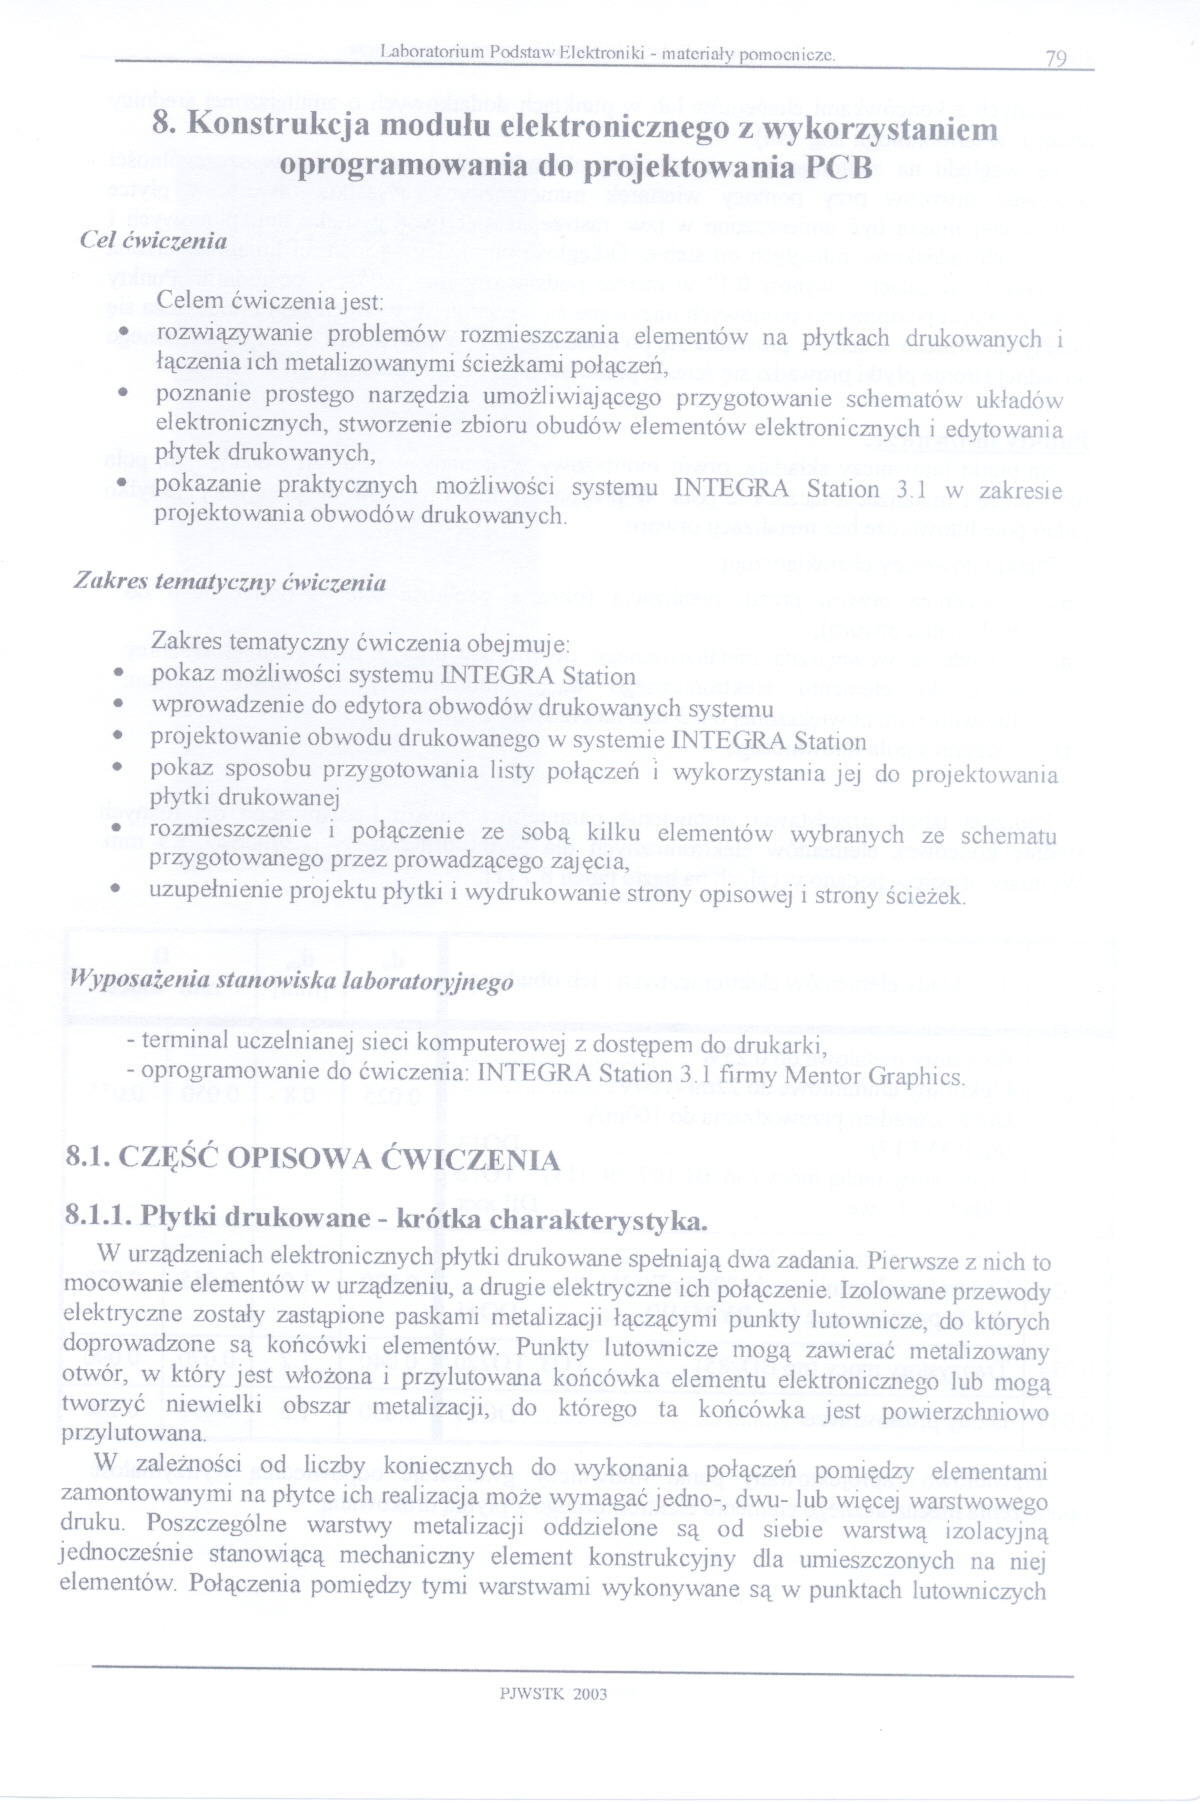 Laboratorium Podstaw Elektroniki - materiały pomocnicze.
79
8. Konstrukcja modułu elektronicznego z wykorzystaniem
oprogramowania do projektowania PCB
Cel ćwiczenia
Celem ćwiczenia jest:
• rozwiązywanie problemów rozmieszczania elementów na płytkach drukowanych i
łączenia ich metalizowanymi ścieżkami połączeń,
• poznanie prostego narzędzia umożliwiającego przygotowanie schematów układów
elektronicznych, stworzenie zbioru obudów elementów elektronicznych i edytowania
płytek drukowanych,
• pokazanie praktycznych możliwości systemu INTEGRA Station 3.1 w zakresie
projektowania obwodów drukowanych.
Zakres tematyczny ćwiczenia
Zakres tematyczny ćwiczenia obejmuje:
• pokaz możliwości systemu INTEGRA Station
• wprowadzenie do edytora obwodów drukowanych systemu
• projektowanie obwodu drukowanego w systemie INTEGRA Station
• pokaz sposobu przygotowania listy połączeń i wykorzystania jej do projektowania
płytki drukowanej
• rozmieszczenie i połączenie ze sobą kilku elementów wybranych ze schematu
przygotowanego przez prowadzącego zajęcia,
• uzupełnienie projektu płytki i wydrukowanie strony opisowej i strony ścieżek.
Wyposażenia stanowiska laboratoryjnego
- terminal uczelnianej sieci komputerowej z dostępem do drukarki,
- oprogramowanie do ćwiczenia: INTEGRA Station 3.1 firmy Mentor Graphics.
8.1. CZĘŚĆ OPISOWA ĆWICZENIA
8.1.1. Płytki drukowane - krótka charakterystyka.
W urządzeniach elektronicznych płytki drukowane spełniają dwa zadania. Pierwsze z nich to
mocowanie elementów w urządzeniu, a drugie elektryczne ich połączenie. Izolowane przewody
elektryczne zostały zastąpione paskami metalizacji łączącymi punkty lutownicze, do których
doprowadzone są końcówki elementów. Punkty lutownicze mogą zawierać metalizowany
otwór, w który jest włożona i przylutowana końcówka elementu elektronicznego lub mogą
tworzyć niewielki obszar metalizacji, do którego ta końcówka jest powierzchniowo
przylutowana.
W zależności od liczby koniecznych do wykonania połączeń pomiędzy elementami
zamontowanymi na płytce ich realizacja może wymagać jedno-, dwu- lub więcej warstwowego
druku. Poszczególne warstwy metalizacji oddzielone są od siebie warstwą izolacyjną
jednocześnie stanowiącą mechaniczny element konstrukcyjny dla umieszczonych na niej
elementów. Połączenia pomiędzy tymi warstwami wykonywane są w punktach lutowniczych
PJWSTK 2003